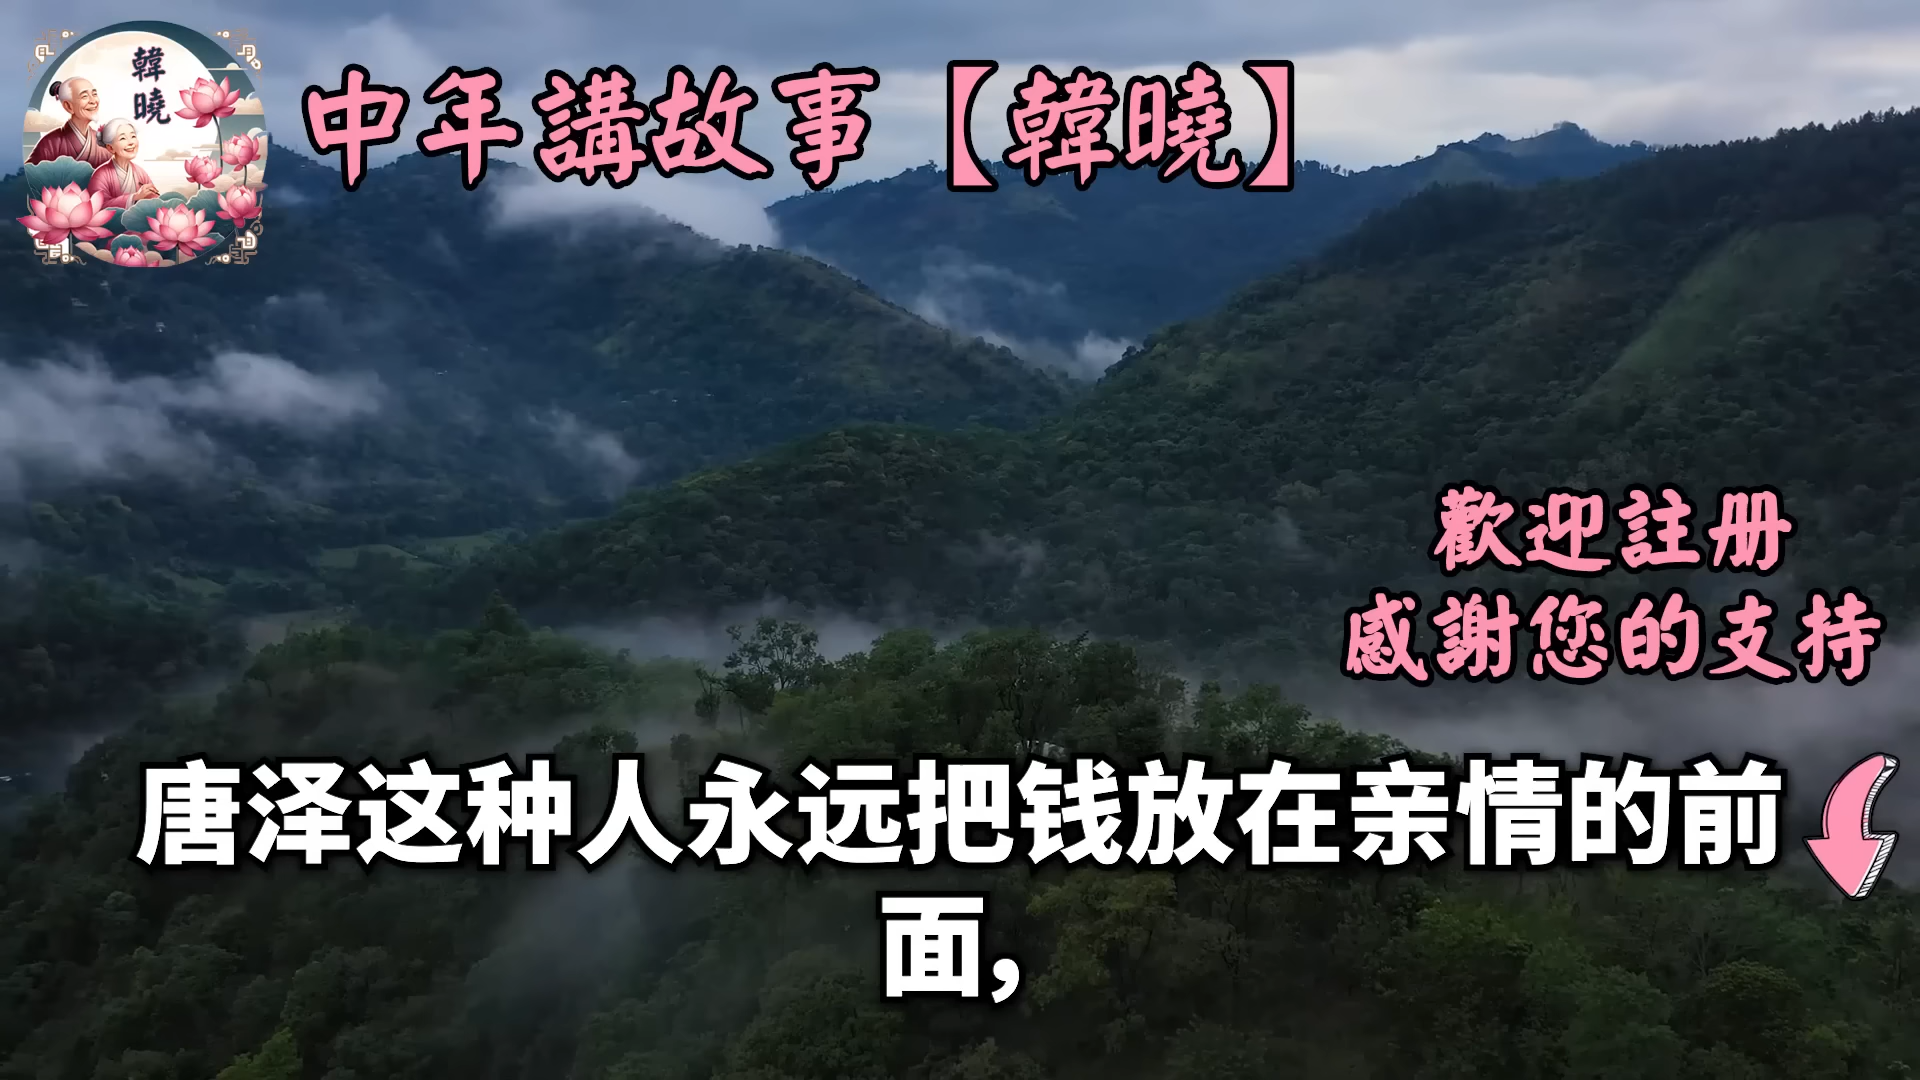 韓
曉
中年講故事【韓曉】
歡迎註册
感謝您的支持
唐泽这种人永远把钱放在亲情的前
面,